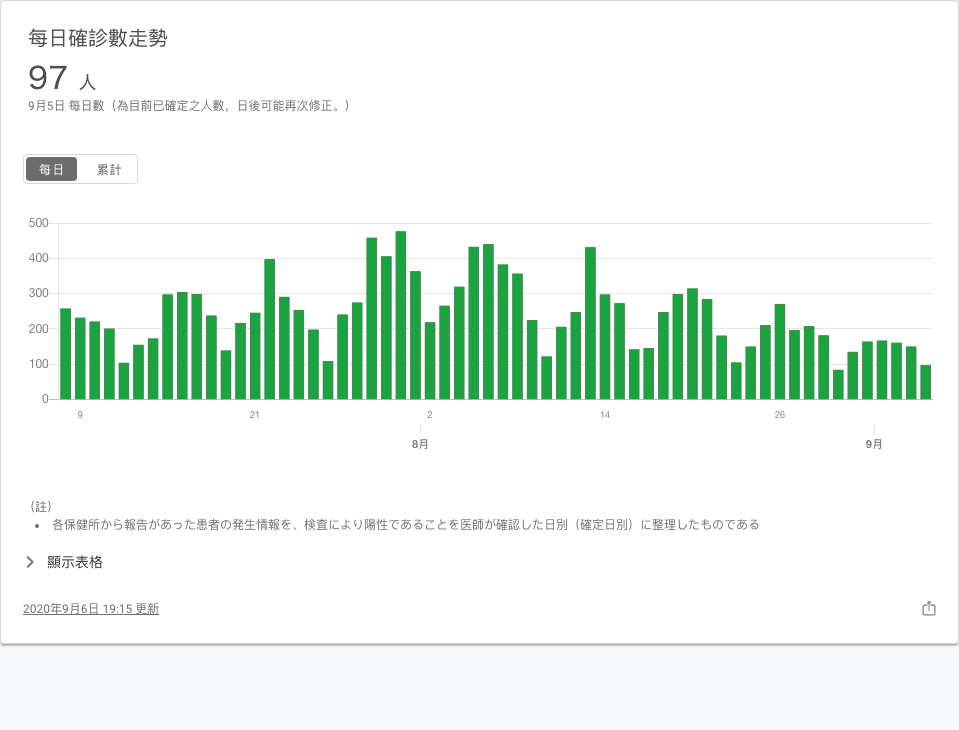 每日確診數走勢
97 人
9月5日 每日數（為目前已確定之人數，日後可能再次修正。）
每日 累計
500
400
300
200
100
0
9 21 2 14 26
8月 9月
（註）
• 各保健所から報告があった患者の発生情報を、検査により陽性であることを医師が確認した日別（確定日別）に整理したものである
顯示表格
2020年9月6日 19:15 更新